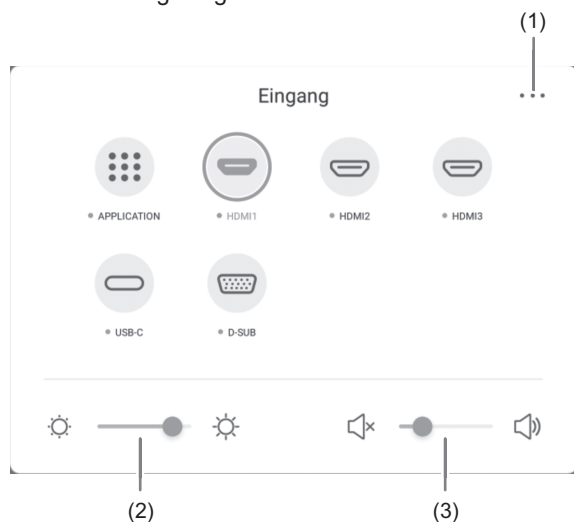 (1)
Eingang
APPLICATION
HDMI1
HDMI2
HDMI3
USB-C
D-SUB
(2)
(3)